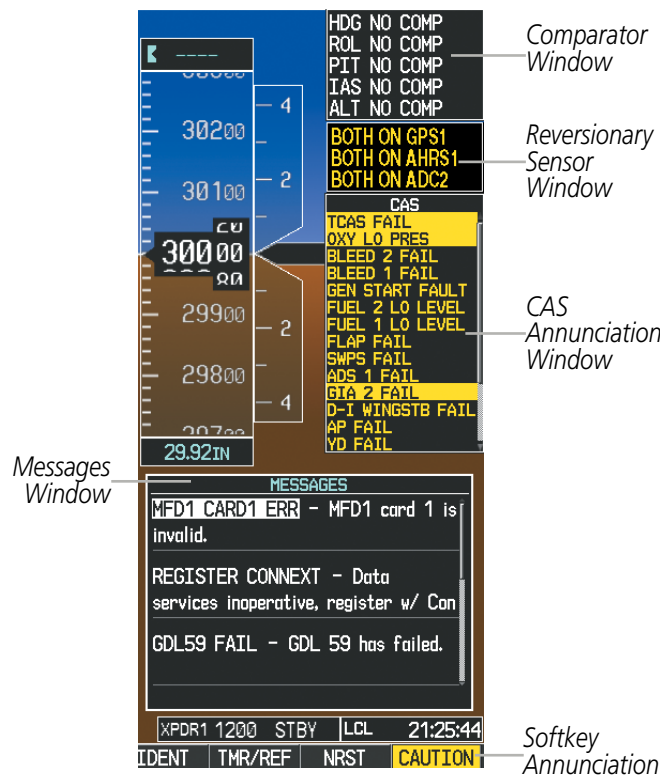 HDG NO COMP
ROL NO COMP
PIT NO COMP
IAS NO COMP
ALT NO COMP
Comparator
Window
BOTH ON GPS1
BOTH ON AHRS1
BOTH ON ADC2
Reversionary
Sensor
Window
----
4
30200
2
30100
30000
80
29900
2
29800
4
29.92IN
CAS
TCAS FAIL
OXY LO PRES
BLEED 2 FAIL
BLEED 1 FAIL
GEN START FAULT
FUEL 2 LO LEVEL
FUEL 1 LO LEVEL
FLAP FAIL
SWPS FAIL
ADS 1 FAIL
GIA 2 FAIL
D-I WINGSTB FAIL
AP FAIL
YD FAIL
CAS
Annunciation
Window
Messages
Window
MESSAGES
MFD1 CARD1 ERR – MFD1 card 1 is
invalid.
REGISTER CONNEXT – Data
services inoperative, register w/ Con
GDL59 FAIL – GDL 59 has failed.
XPDR1 1200 STBY LCL 21:25:44
IDENT TMR/REF NRST CAUTION
Softkey
Annunciation